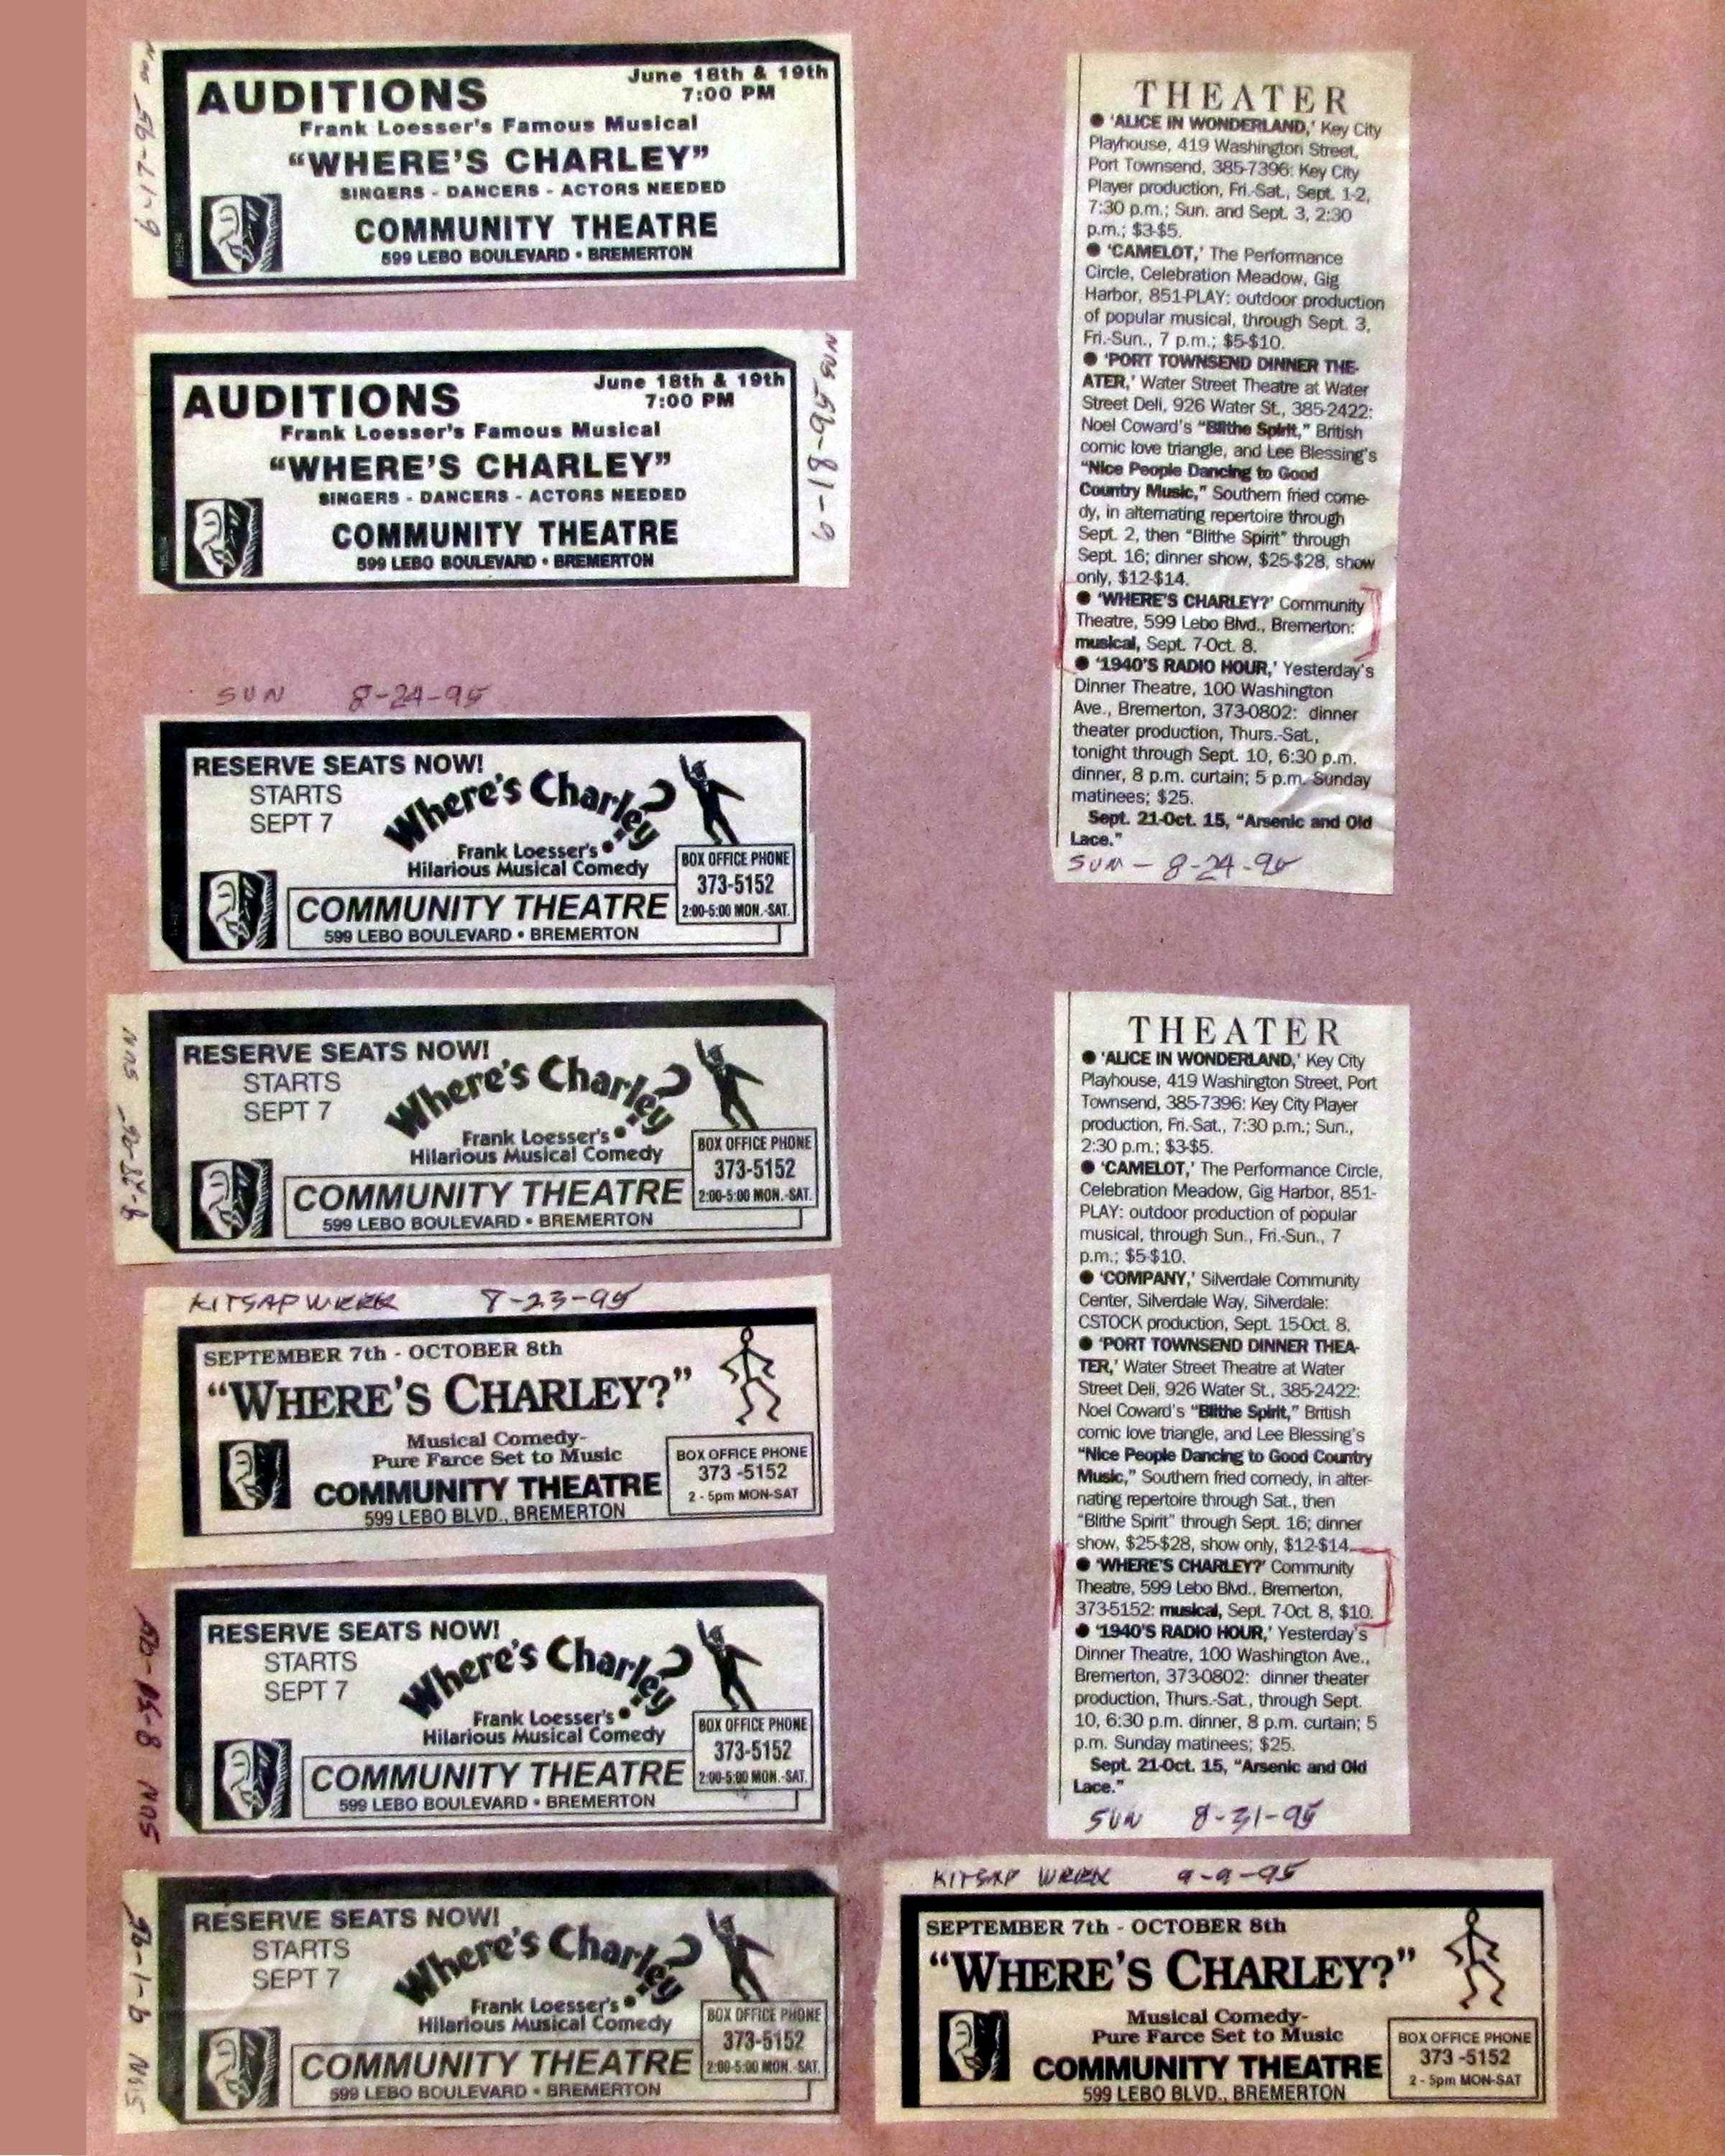 6-17-95 SUN
AUDITIONS
June 18th & 19th
7:00 PM
Frank Loesser's Famous Musical
“WHERE'S CHARLEY”
SINGERS - DANCERS - ACTORS NEEDED
COMMUNITY THEATRE
599 LEBO BOULEVARD • BREMERTON
6-18-95 SUN
AUDITIONS
June 18th & 19th
7:00 PM
Frank Loesser's Famous Musical
“WHERE'S CHARLEY”
SINGERS - DANCERS - ACTORS NEEDED
COMMUNITY THEATRE
599 LEBO BOULEVARD • BREMERTON
SUN 8-24-95
RESERVE SEATS NOW!
STARTS
SEPT 7
Where's Charley?
Frank Loesser's
Hilarious Musical Comedy
BOX OFFICE PHONE
373-5152
2:00-5:00 MON.-SAT.
COMMUNITY THEATRE
599 LEBO BOULEVARD • BREMERTON
8-28-95 SUN
RESERVE SEATS NOW!
STARTS
SEPT 7
Where's Charley?
Frank Loesser's
Hilarious Musical Comedy
BOX OFFICE PHONE
373-5152
2:00-5:00 MON.-SAT.
COMMUNITY THEATRE
599 LEBO BOULEVARD • BREMERTON
KITSAP WEEK 8-23-95
SEPTEMBER 7th - OCTOBER 8th
“WHERE'S CHARLEY?”
Musical Comedy-
Pure Farce Set to Music
COMMUNITY THEATRE
599 LEBO BLVD., BREMERTON
BOX OFFICE PHONE
373 -5152
2 - 5pm MON-SAT
SUN
RESERVE SEATS NOW!
STARTS
SEPT 7
Where's Charley?
Frank Loesser's
Hilarious Musical Comedy
BOX OFFICE PHONE
373-5152
2:00-5:00 MON.-SAT.
COMMUNITY THEATRE
599 LEBO BOULEVARD • BREMERTON
SUN 9-1-95
RESERVE SEATS NOW!
STARTS
SEPT 7
Where's Charley?
Frank Loesser's
Hilarious Musical Comedy
BOX OFFICE PHONE
373-5152
2:00-5:00 MON.-SAT.
COMMUNITY THEATRE
599 LEBO BOULEVARD • BREMERTON
THEATER
● 'ALICE IN WONDERLAND,' Key City
Playhouse, 419 Washington Street,
Port Townsend, 385-7396: Key City
Player production, Fri.-Sat., Sept. 1-2,
7:30 p.m.; Sun. and Sept. 3, 2:30
p.m.; $3-$5.
● 'CAMELOT,' The Performance
Circle, Celebration Meadow, Gig
Harbor, 851-PLAY: outdoor production
of popular musical, through Sept. 3,
Fri.-Sun., 7 p.m.; $5-$10.
● 'PORT TOWNSEND DINNER THE-
ATER,' Water Street Theatre at Water
Street Deli, 926 Water St., 385-2422:
Noel Coward's “Blithe Spirit,” British
comic love triangle, and Lee Blessing's
“Nice People Dancing to Good
Country Music,” Southern fried come-
dy, in alternating repertoire through
Sept. 2, then “Blithe Spirit” through
Sept. 16; dinner show, $25-$28, show
only, $12-$14.
● 'WHERE'S CHARLEY?' Community
Theatre, 599 Lebo Blvd., Bremerton:
musical, Sept. 7-Oct. 8.
● '1940'S RADIO HOUR,' Yesterday's
Dinner Theatre, 100 Washington
Ave., Bremerton, 373-0802: dinner
theater production, Thurs.-Sat.,
tonight through Sept. 10, 6:30 p.m.
dinner, 8 p.m. curtain; 5 p.m. Sunday
matinees; $25.
Sept. 21-Oct. 15, “Arsenic and Old
Lace.”
SUN - 8-24-95
THEATER
● 'ALICE IN WONDERLAND,' Key City
Playhouse, 419 Washington Street, Port
Townsend, 385-7396: Key City Player
production, Fri.-Sat., 7:30 p.m.; Sun.,
2:30 p.m.; $3-$5.
● 'CAMELOT,' The Performance Circle,
Celebration Meadow, Gig Harbor, 851-
PLAY: outdoor production of popular
musical, through Sun., Fri.-Sun., 7
p.m.; $5-$10.
● 'COMPANY,' Silverdale Community
Center, Silverdale Way, Silverdale:
CSTOCK production, Sept. 15-Oct. 8.
● 'PORT TOWNSEND DINNER THEA-
TER,' Water Street Theatre at Water
Street Deli, 926 Water St., 385-2422:
Noel Coward's “Blithe Spirit,” British
comic love triangle, and Lee Blessing's
“Nice People Dancing to Good Country
Music,” Southern fried comedy, in alter-
nating repertoire through Sat., then
“Blithe Spirit” through Sept. 16; dinner
show, $25-$28, show only, $12-$14.
● 'WHERE'S CHARLEY?' Community
Theatre, 599 Lebo Blvd., Bremerton,
373-5152: musical, Sept. 7-Oct. 8, $10.
● '1940'S RADIO HOUR,' Yesterday's
Dinner Theatre, 100 Washington Ave.,
Bremerton, 373-0802: dinner theater
production, Thurs.-Sat., through Sept.
10, 6:30 p.m. dinner, 8 p.m. curtain; 5
p.m. Sunday matinees; $25.
Sept. 21-Oct. 15, “Arsenic and Old
Lace.”
SUN 8-31-95
KITSAP WEEK 9-9-95
SEPTEMBER 7th - OCTOBER 8th
“WHERE'S CHARLEY?”
Musical Comedy-
Pure Farce Set to Music
COMMUNITY THEATRE
599 LEBO BLVD., BREMERTON
BOX OFFICE PHONE
373 -5152
2 - 5pm MON-SAT